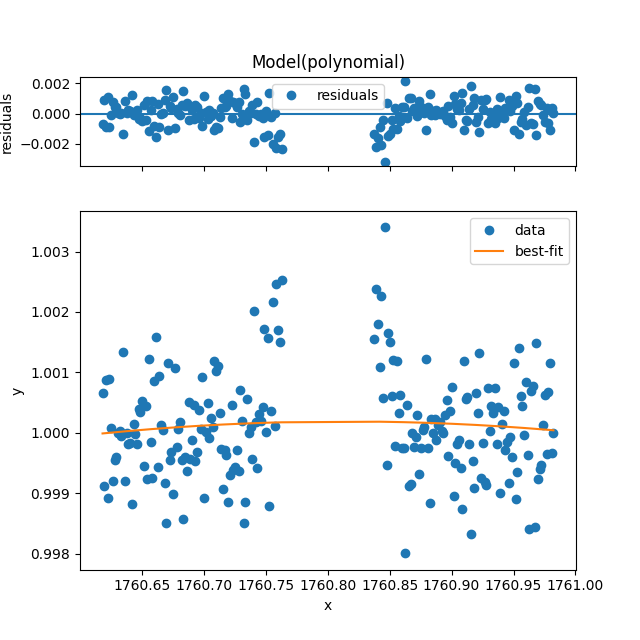 Model(polynomial)
0.002
0.000
−0.002
residuals
residuals
1.003
1.002
1.001
1.000
0.999
0.998
y
data
best-fit
1760.65 1760.70 1760.75 1760.80 1760.85 1760.90 1760.95 1761.00
x